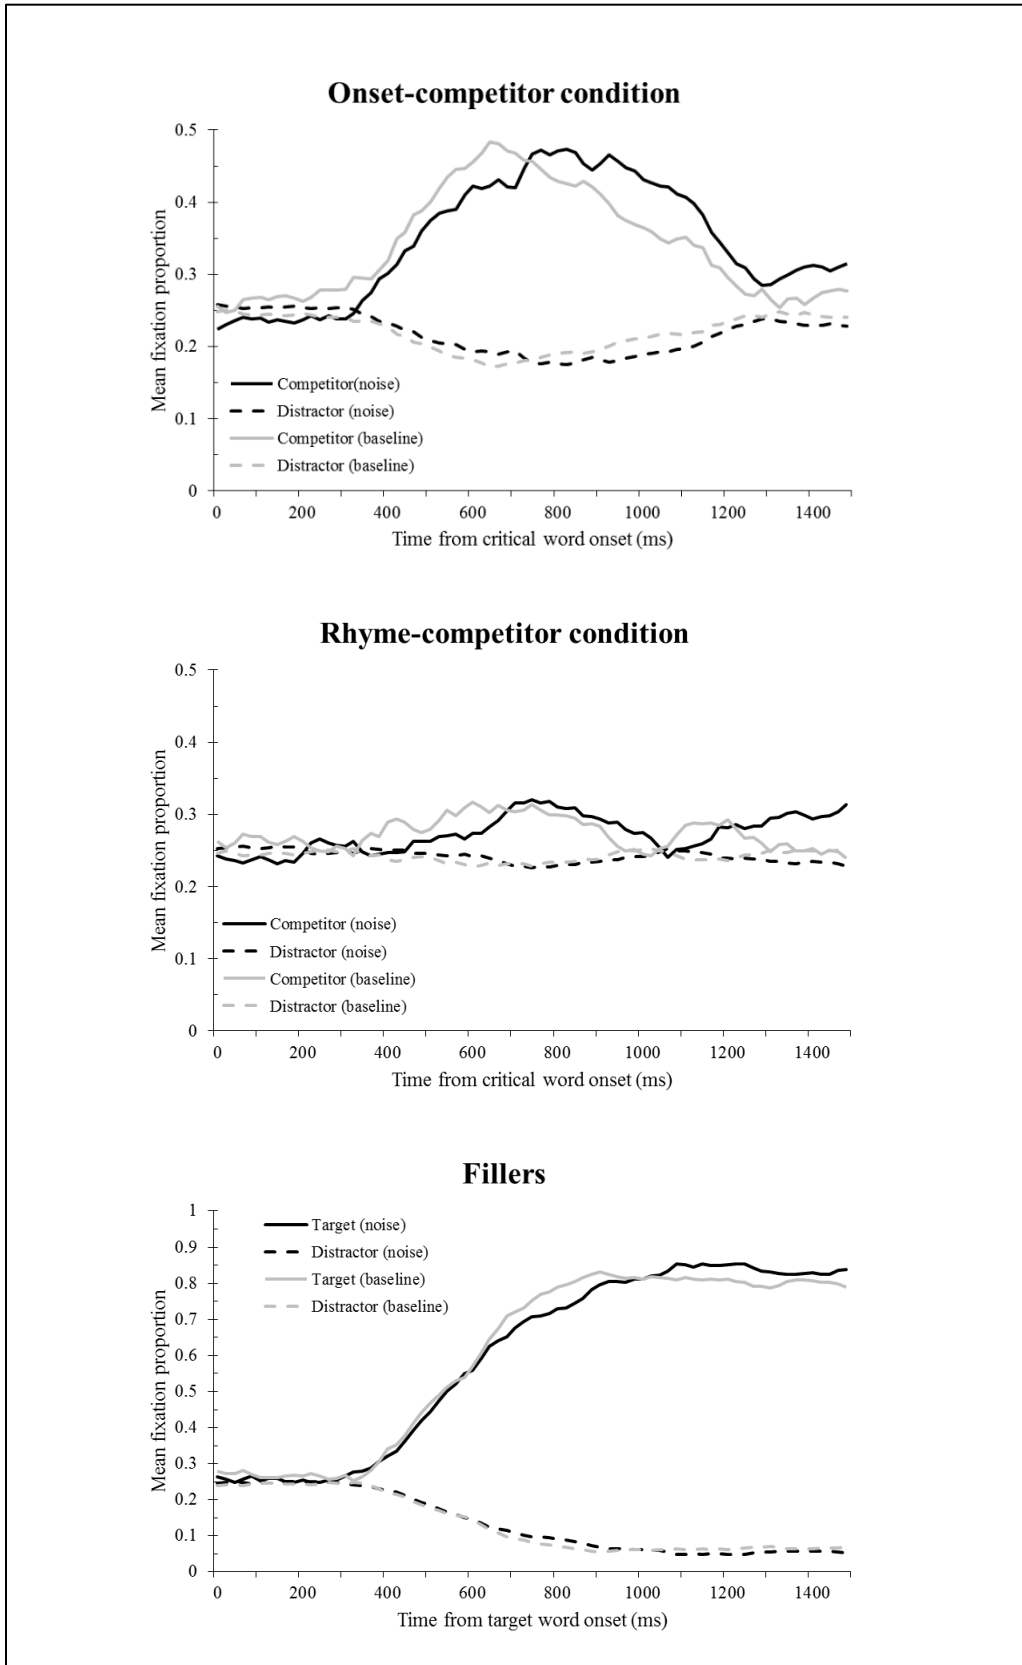 Onset-competitor condition
0.5
0.4
0.3
0.2
0.1
0
Mean fixation proportion
Competitor(noise)
Distractor (noise)
Competitor (baseline)
Distractor (baseline)
0 200 400 600 800 1000 1200 1400
Time from critical word onset (ms)
Rhyme-competitor condition
0.5
0.4
0.3
0.2
0.1
0
Mean fixation proportion
Competitor (noise)
Distractor (noise)
Competitor (baseline)
Distractor (baseline)
0 200 400 600 800 1000 1200 1400
Time from critical word onset (ms)
Fillers
1
0.9
0.8
0.7
0.6
0.5
0.4
0.3
0.2
0.1
0
Mean fixation proportion
Target (noise)
Distractor (noise)
Target (baseline)
Distractor (baseline)
0 200 400 600 800 1000 1200 1400
Time from target word onset (ms)